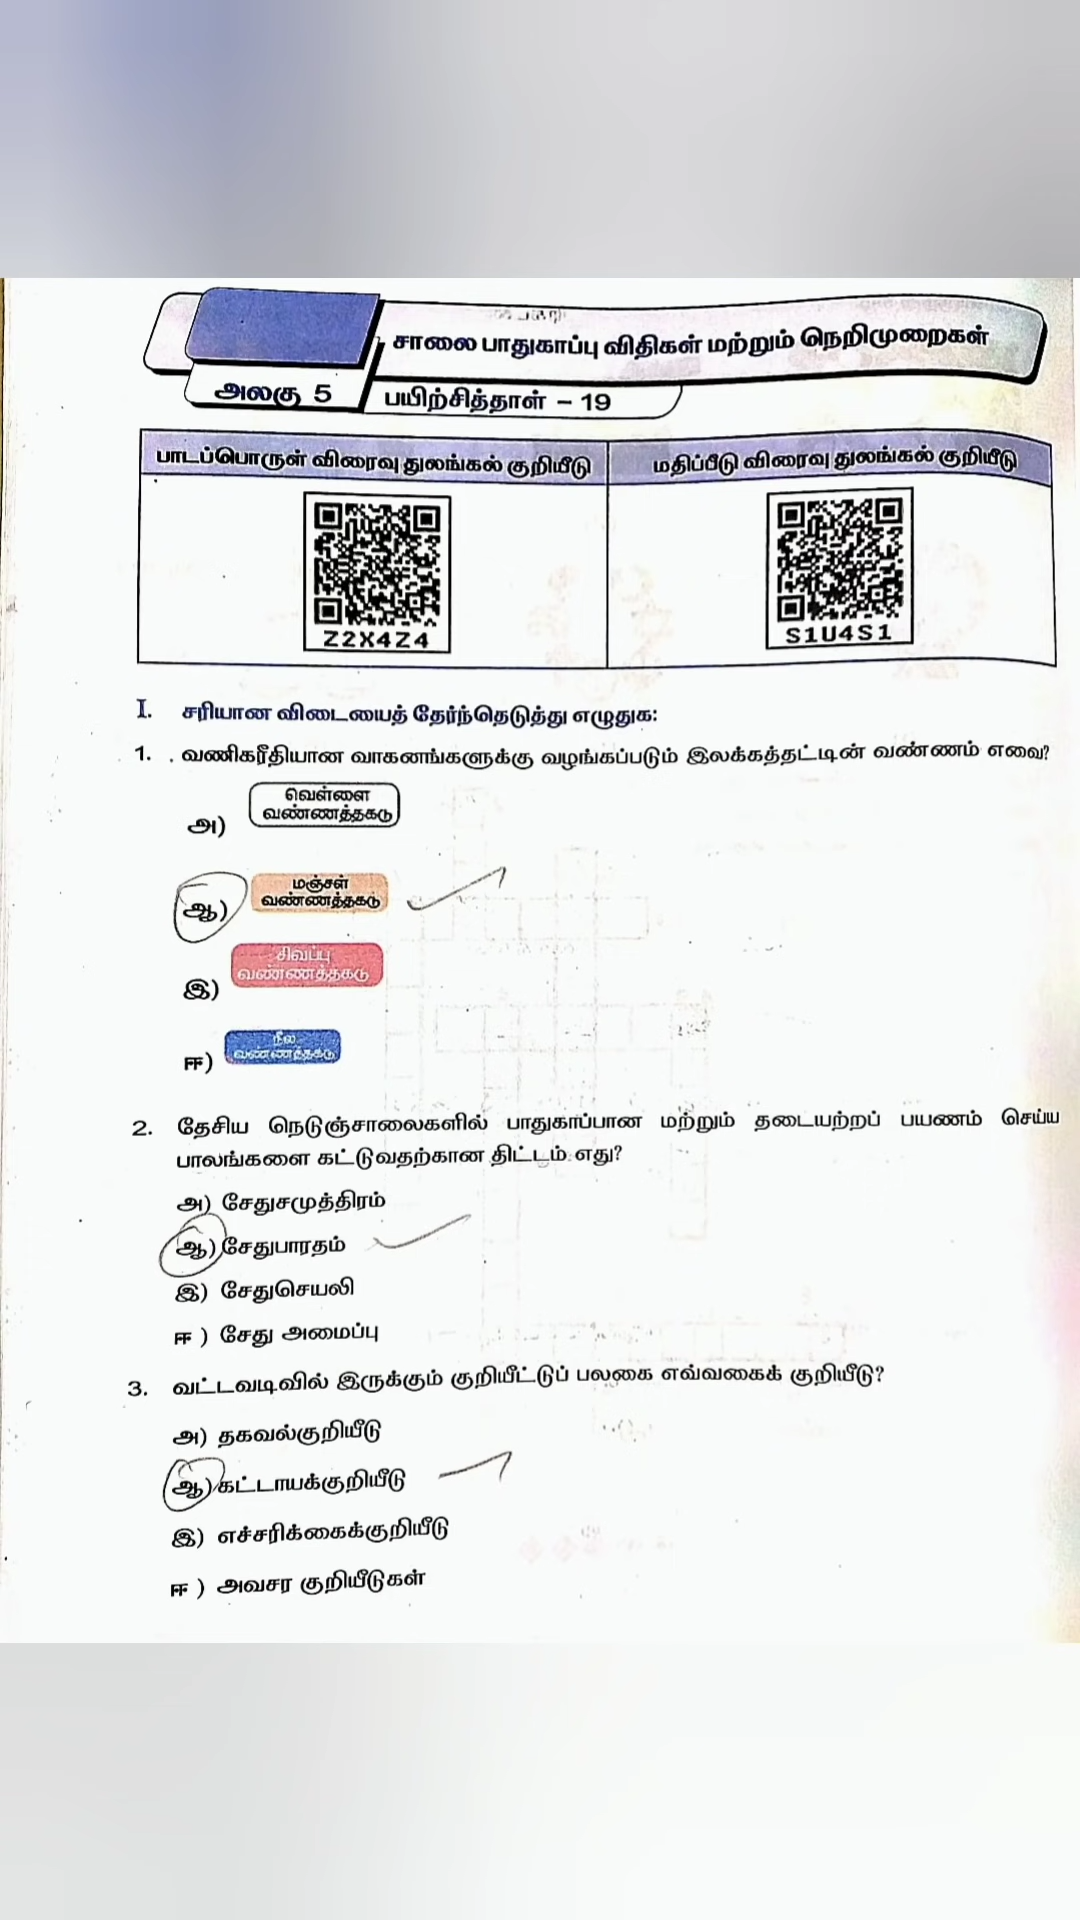 சாலை பாதுகாப்பு விதிகள் மற்றும் நெறிமுறைகள்
அலகு 5
பயிற்சித்தாள் – 19
பாடப்பொருள் விரைவு துலங்கல் குறியீடு
மதிப்பீடு விரைவு துலங்கல் குறியீடு
Z2X4Z4
S1U4S1
I. சரியான விடையைத் தேர்ந்தெடுத்து எழுதுக:
1. வணிகரீதியான வாகனங்களுக்கு வழங்கப்படும் இலக்கத்தட்டின் வண்ணம் எவை?
அ) வெள்ளை
வண்ணத்தகடு
ஆ) மஞ்சள்
வண்ணத்தகடு
இ) சிவப்பு
வண்ணத்தகடு
ஈ) நீல
வண்ணத்தகடு
2. தேசிய நெடுஞ்சாலைகளில் பாதுகாப்பான மற்றும் தடையற்றப் பயணம் செய்ய
பாலங்களை கட்டுவதற்கான திட்டம் எது?
அ) சேதுசமுத்திரம்
ஆ) சேதுபாரதம்
இ) சேதுசெயலி
ஈ ) சேது அமைப்பு
3. வட்டவடிவில் இருக்கும் குறியீட்டுப் பலகை எவ்வகைக் குறியீடு?
அ) தகவல்குறியீடு
ஆ) கட்டாயக்குறியீடு
இ) எச்சரிக்கைக்குறியீடு
ஈ ) அவசர குறியீடுகள்